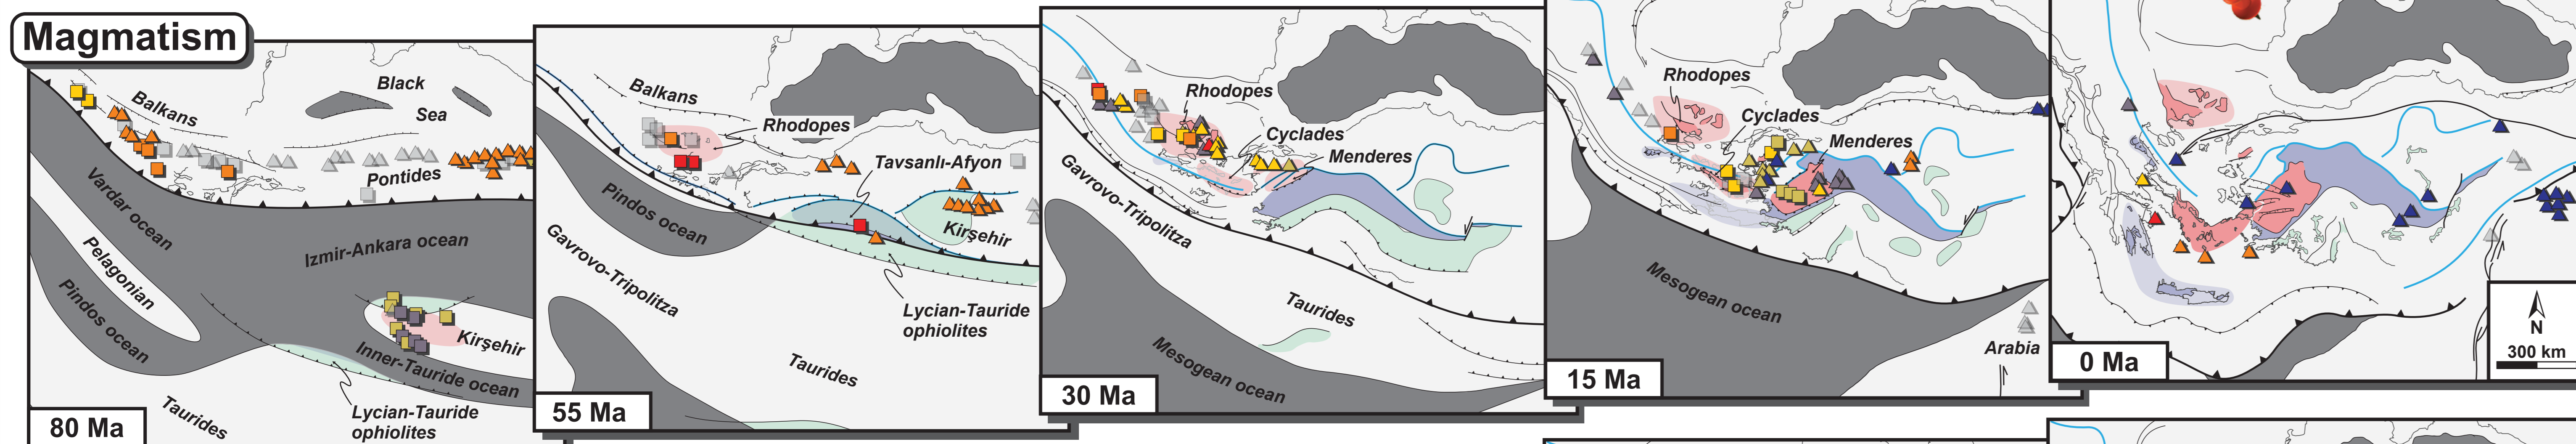 Magmatism
Balkans
Black
Sea
Pontides
Vardar ocean
Izmir-Ankara ocean
Pelagonian
Pindos ocean
Kirşehir
Inner-Tauride ocean
Lycian-Tauride
ophiolites
Taurides
80 Ma
Balkans
Rhodopes
Tavsanlı-Afyon
Pindos ocean
Kirşehir
Gavrovo-Tripolitza
Lycian-Tauride
ophiolites
Taurides
55 Ma
Rhodopes
Cyclades
Menderes
Gavrovo-Tripolitza
Taurides
Mesogean ocean
30 Ma
Rhodopes
Cyclades
Menderes
Mesogean ocean
Arabia
15 Ma
0 Ma
N
300 km